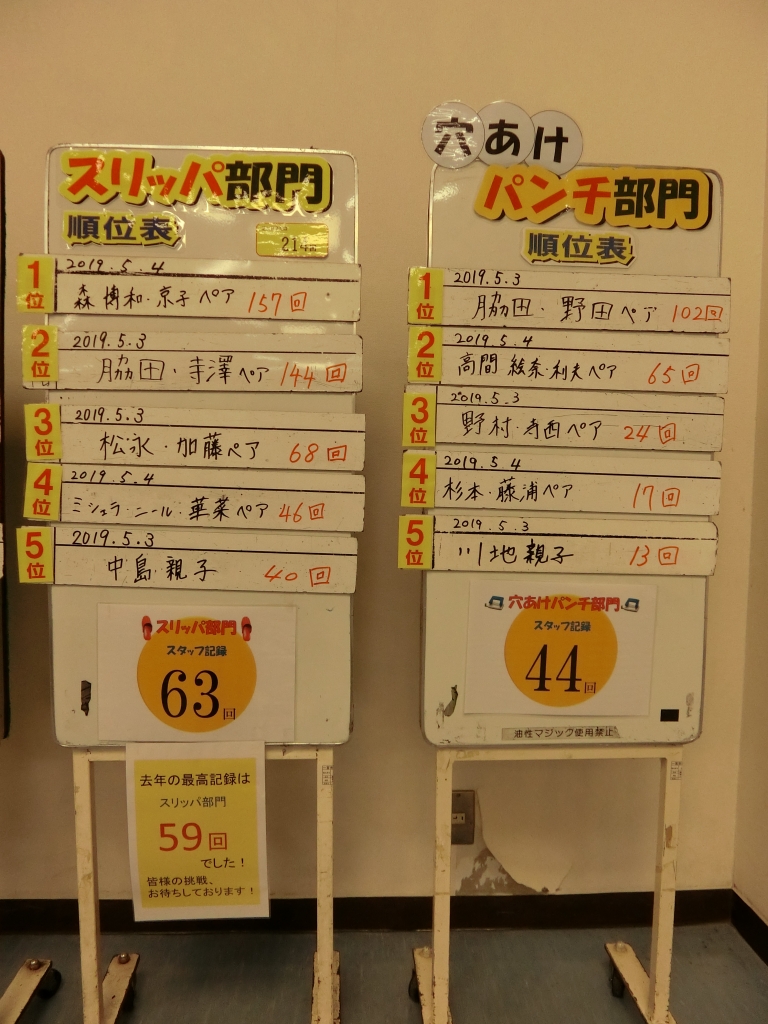 スリッパ部門
順位表
214回
1位
2019.5.4
森 博和・京子ペア 157回
2位
2019.5.3
脇田・寺澤ペア 144回
3位
2019.5.3
松永・加藤ペア 68回
4位
2019.5.4
ミシュラ・ニール・華菜ペア 46回
5位
2019.5.3
中島親子 40回
スリッパ部門
スタッフ記録
63回
去年の最高記録は
スリッパ部門
59回
でした!
皆様の挑戦、
お待ちしております!
穴あけ
パンチ部門
順位表
1位
2019.5.3
脇田・野田ペア 102回
2位
2019.5.4
高間 絵奈・利夫ペア 65回
3位
2019.5.3
野村・寺西ペア 24回
4位
2019.5.4
杉本・藤浦ペア 17回
5位
2019.5.3
川地親子 13回
穴あけパンチ部門
スタッフ記録
44回
油性マジック使用禁止